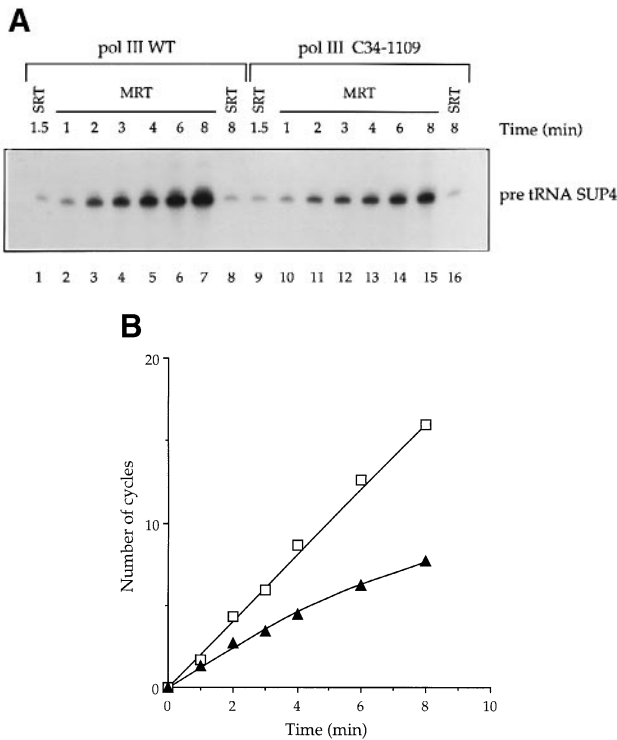 A
pol III WT pol III C34-1109
SRT MRT SRT SRT MRT SRT
1.5 1 2 3 4 6 8 8 1.5 1 2 3 4 6 8 8 Time (min)
pre tRNA SUP4
1 2 3 4 5 6 7 8 9 10 11 12 13 14 15 16
B
20
10
0
Number of cycles
0 2 4 6 8 10
Time (min)